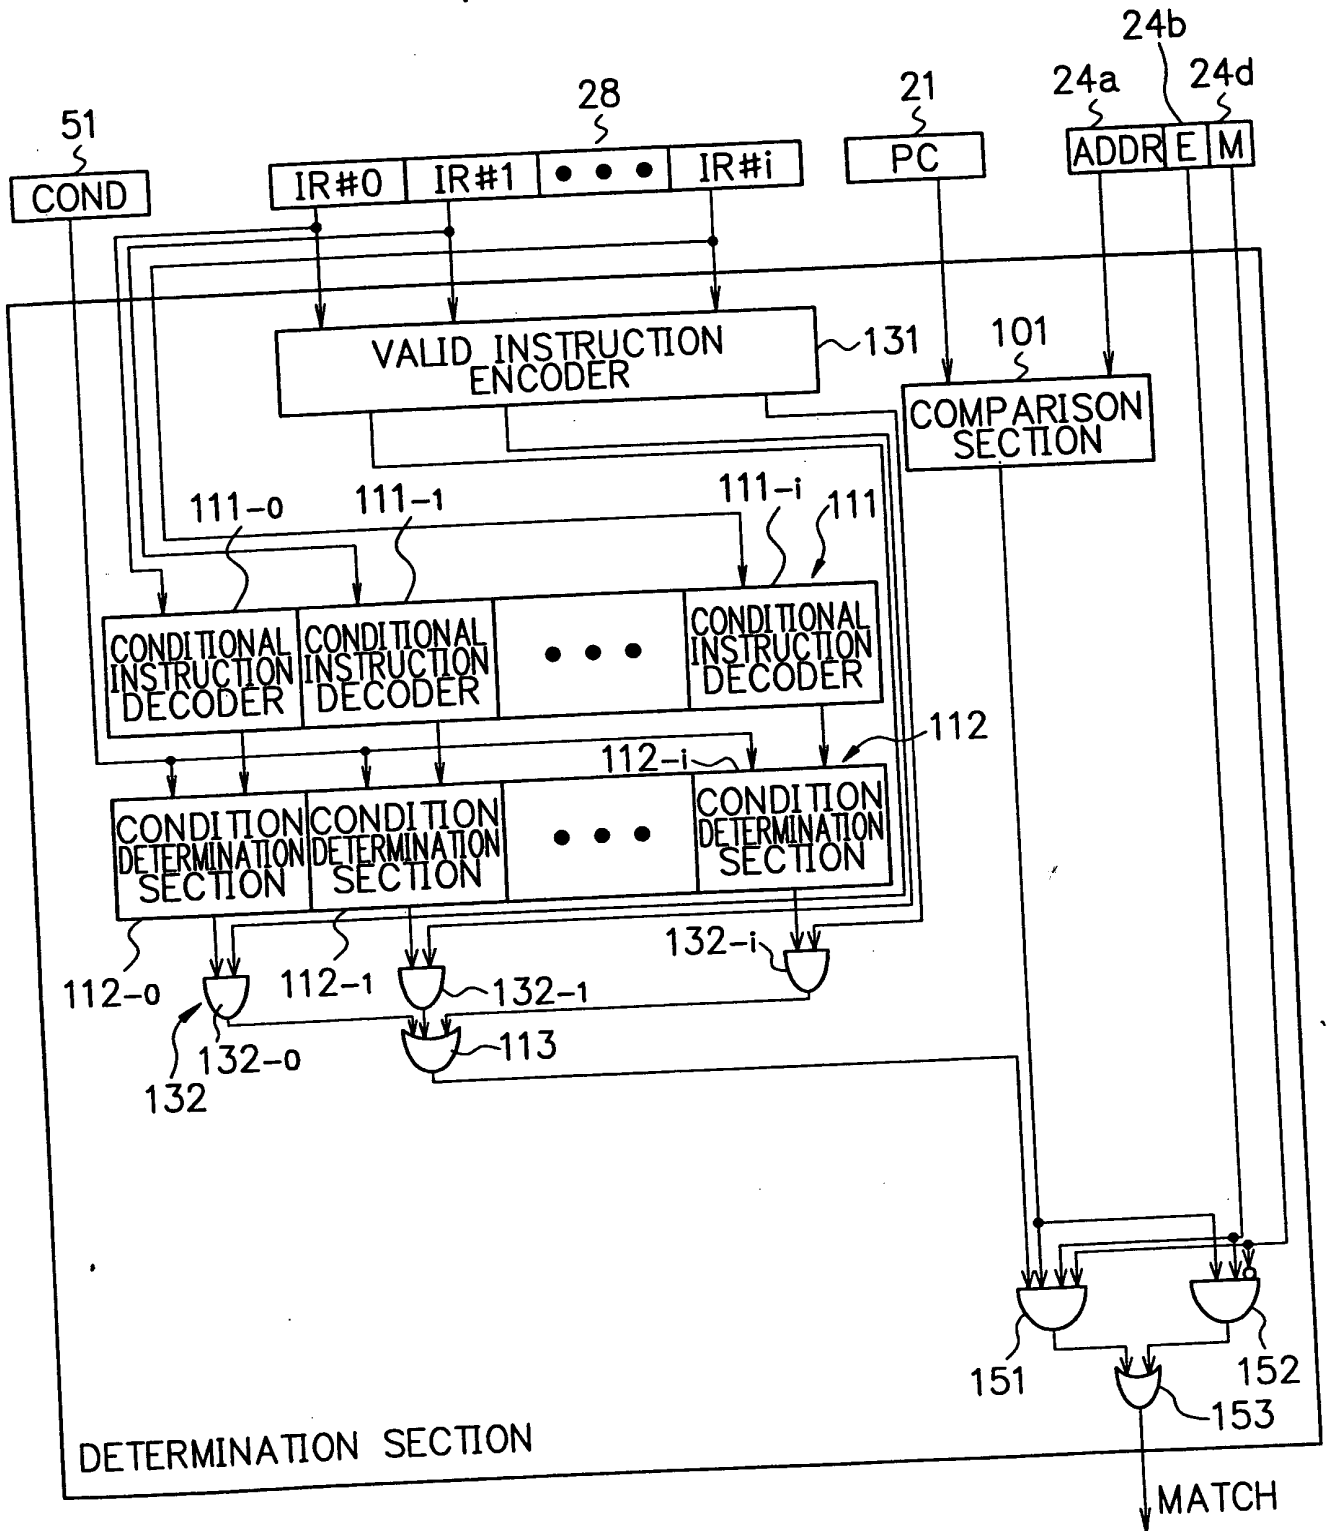 24b
24a
24d
51
28
21
COND
IR#0
IR#1
IR#i
PC
ADDR
E
M
VALID INSTRUCTION
ENCODER
131
101
COMPARISON
SECTION
111-0
111-1
111-i
111
CONDITIONAL
INSTRUCTION
DECODER
CONDITIONAL
INSTRUCTION
DECODER
CONDITIONAL
INSTRUCTION
DECODER
112-i
112
CONDITION
DETERMINATION
SECTION
CONDITION
DETERMINATION
SECTION
CONDITION
DETERMINATION
SECTION
112-0
112-1
132-i
132-1
132-0
132
113
151
152
153
DETERMINATION SECTION
MATCH